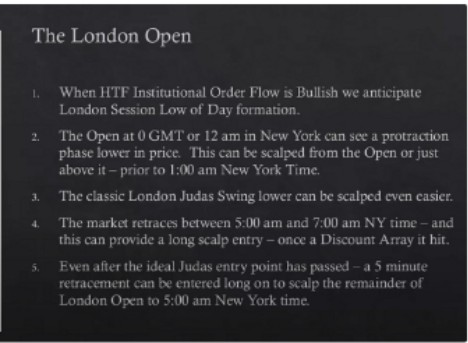 The London Open
1. When HTF Institutional Order Flow is Bullish we anticipate
London Session Low of Day formation.
2. The Open at 0 GMT or 12 am in New York can see a protraction
phase lower in price. This can be scalped from the Open or just
above it – prior to 1:00 am New York Time.
3. The classic London Judas Swing lower can be scalped even easier.
4. The market retraces between 5:00 am and 7:00 am NY time – and
this can provide a long scalp entry – once a Discount Array it hit.
5. Even after the ideal Judas entry point has passed – a 5 minute
retracement can be entered long on to scalp the remainder of
London Open to 5:00 am New York time.